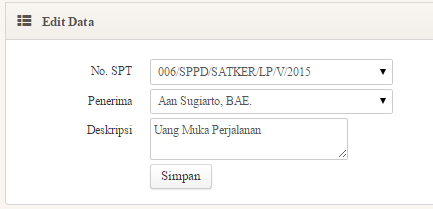 Edit Data
No. SPT 006/SPPD/SATKER/LP/V/2015
Penerima Aan Sugiarto, BAE.
Deskripsi Uang Muka Perjalanan
Simpan